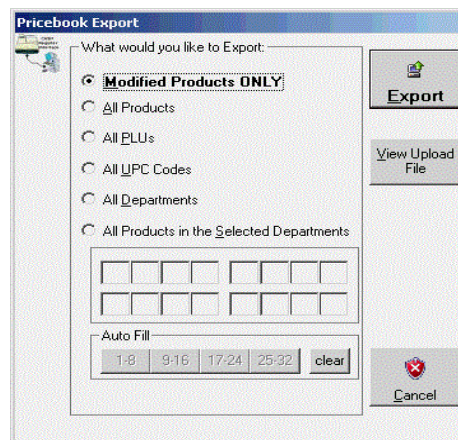 Pricebook Export
What would you like to Export:
Modified Products ONLY
All Products
All PLUs
All UPC Codes
All Departments
All Products in the Selected Departments
Auto Fill
1-8 9-16 17-24 25-32 clear
Export
View Upload
File
Cancel